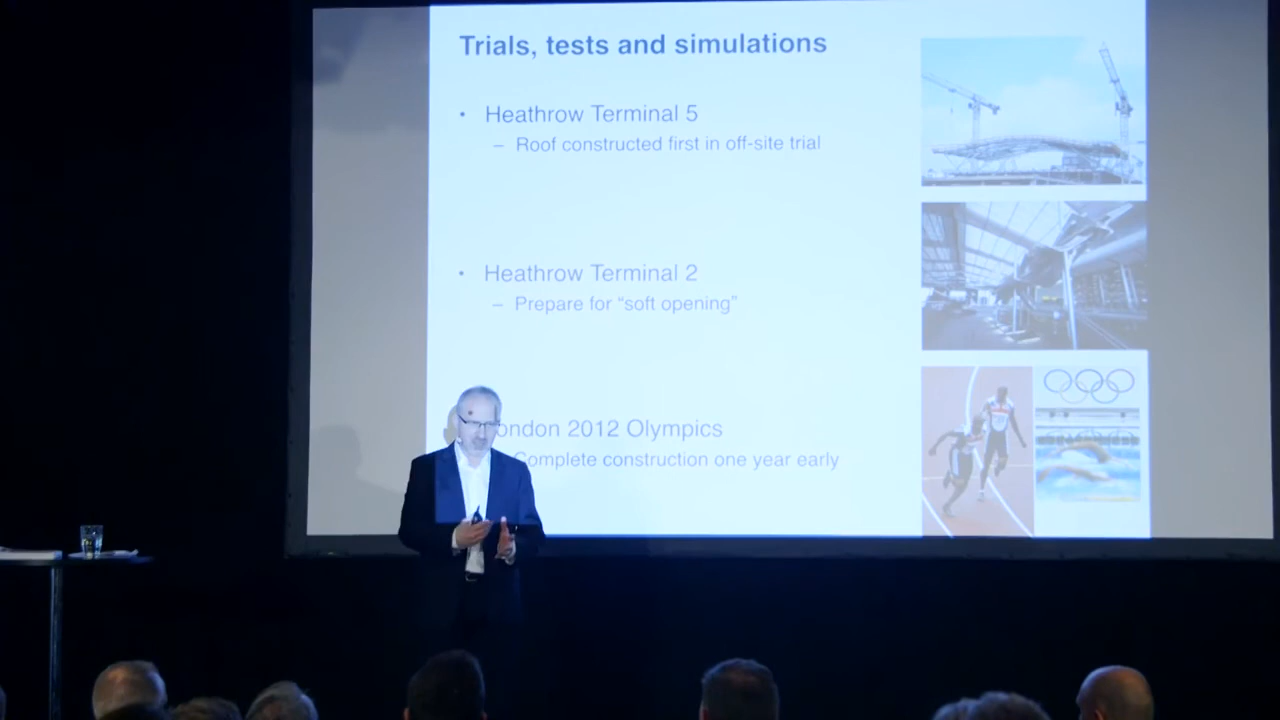 Trials, tests and simulations
• Heathrow Terminal 5
– Roof constructed first in off-site trial
• Heathrow Terminal 2
– Prepare for “soft opening”
ondon 2012 Olympics
Complete construction one year early